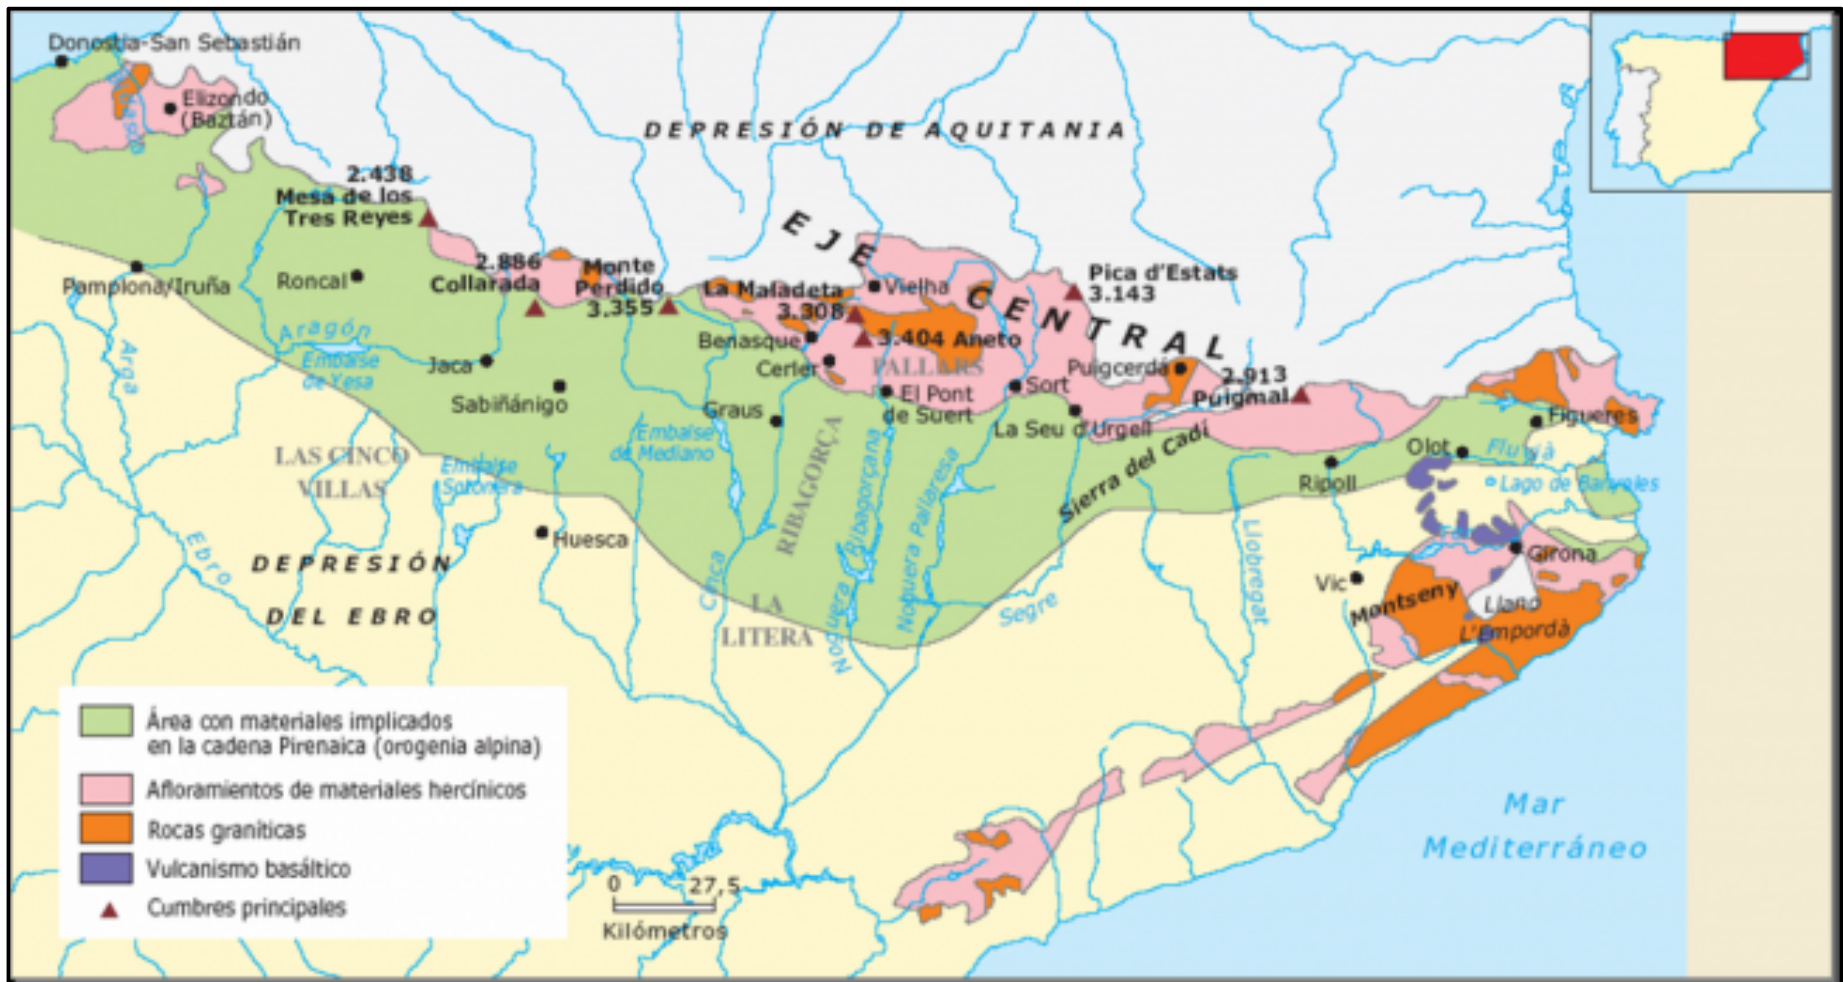 Donostia-San Sebastián
Elizondo
(Baztán)
DEPRESIÓN DE AQUITANIA
2.438
Mesa de los
Tres Reyes
EJE
CENTRAL
Pamplona/Iruña
Roncal
2.886
Collarada
Monte
Perdido
3.355
La Maladeta
3.308
Vielha
Pica d'Estats
3.143
3.404 Aneto
Benasque
Cerler
PALLARS
Puigcerdá
2.913
Puigmal
Aragón
Embalse
de Yesa
Arga
Jaca
Sabiñánigo
Graus
El Pont
de Suert
Sort
La Seu d'Urgell
Sierra del Cadí
Figueres
Olot
Fluvià
Ripoll
Lago de Banyoles
LAS CINCO
VILLAS
Embalse
Sotonera
Embalse
de Mediano
RIBAGORÇA
Noguera Ribagorçana
Noguera Pallaresa
Huesca
Ebro
DEPRESIÓN
DEL EBRO
Cinca
LA
LITERA
Segre
Llobregat
Vic
Girona
Montseny
Llano
L'Empordà
Área con materiales implicados
en la cadena Pirenaica (orogenia alpina)
Afloramientos de materiales hercínicos
Rocas graníticas
Vulcanismo basáltico
Cumbres principales
0 27,5
Kilómetros
Mar
Mediterráneo